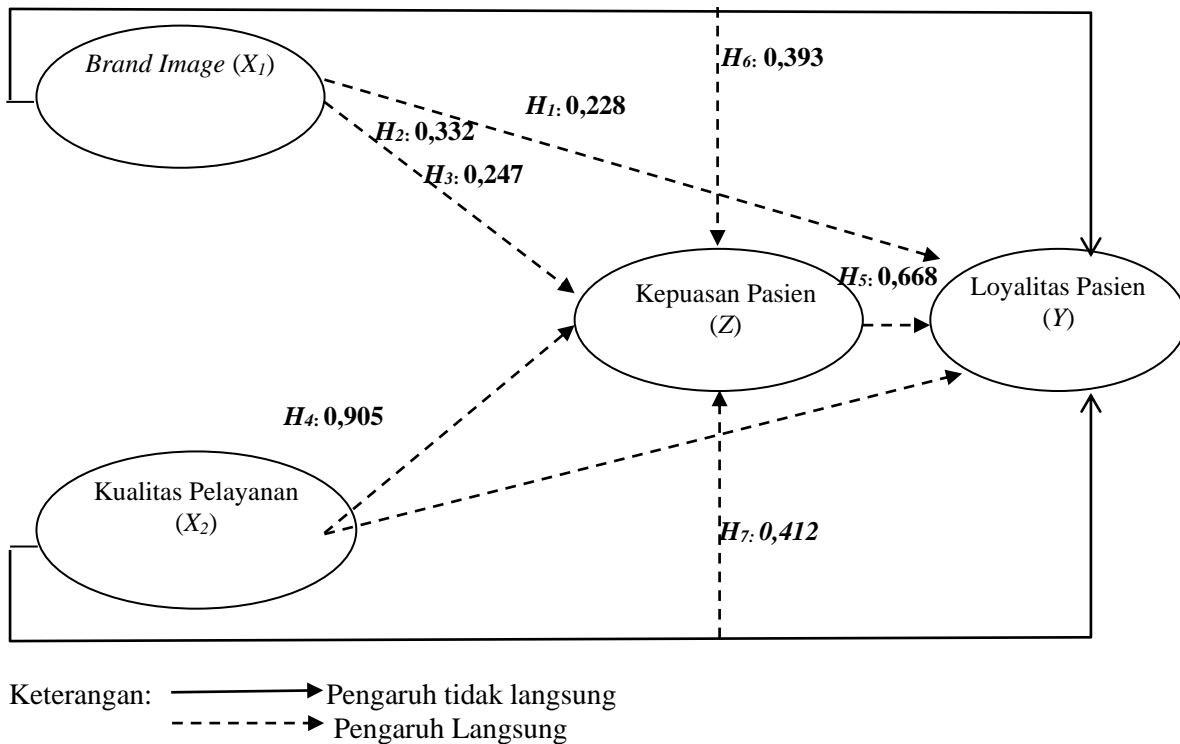 Brand Image (X1)
H6: 0,393
H1: 0,228
H2: 0,332
H3: 0,247
Kepuasan Pasien
(Z)
H5: 0,668
Loyalitas Pasien
(Y)
H4: 0,905
Kualitas Pelayanan
(X2)
H7: 0,412
Keterangan: Pengaruh tidak langsung
Pengaruh Langsung